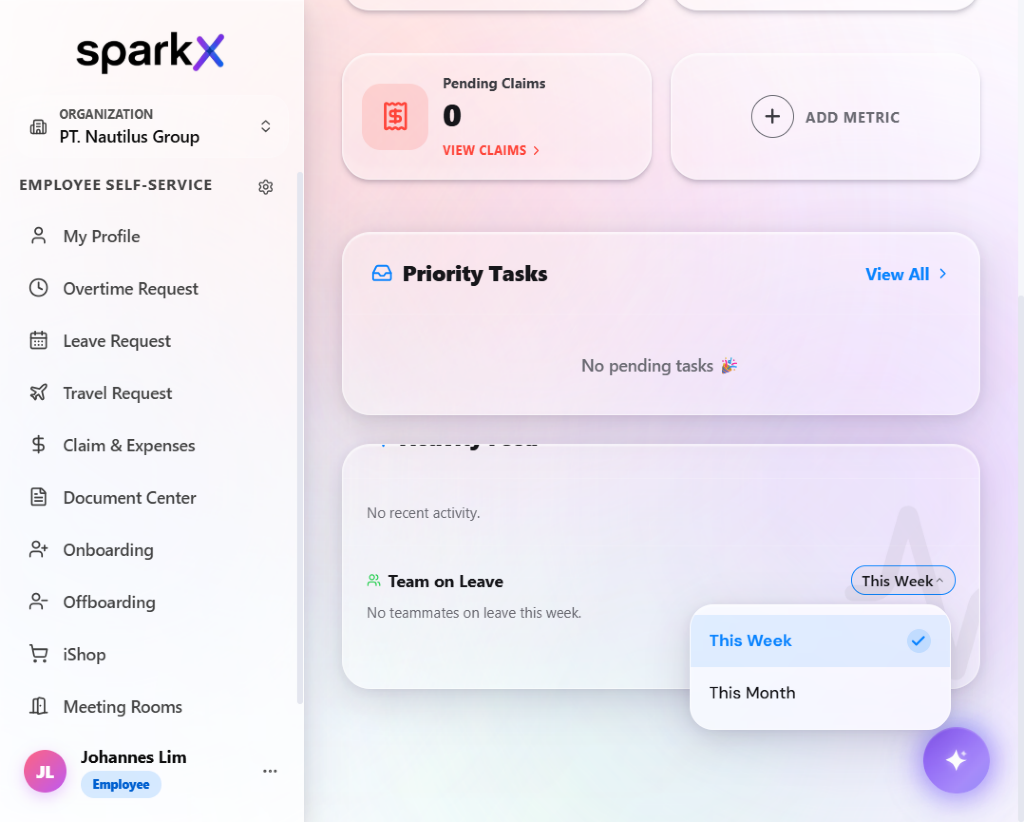 sparkX
ORGANIZATION
PT. Nautilus Group
EMPLOYEE SELF-SERVICE
My Profile
Overtime Request
Leave Request
Travel Request
Claim & Expenses
Document Center
Onboarding
Offboarding
iShop
Meeting Rooms
JL
Johannes Lim
Employee
Pending Claims
0
VIEW CLAIMS
ADD METRIC
Priority Tasks
View All
No pending tasks 🎉
No recent activity.
Team on Leave
This Week
No teammates on leave this week.
This Week
This Month